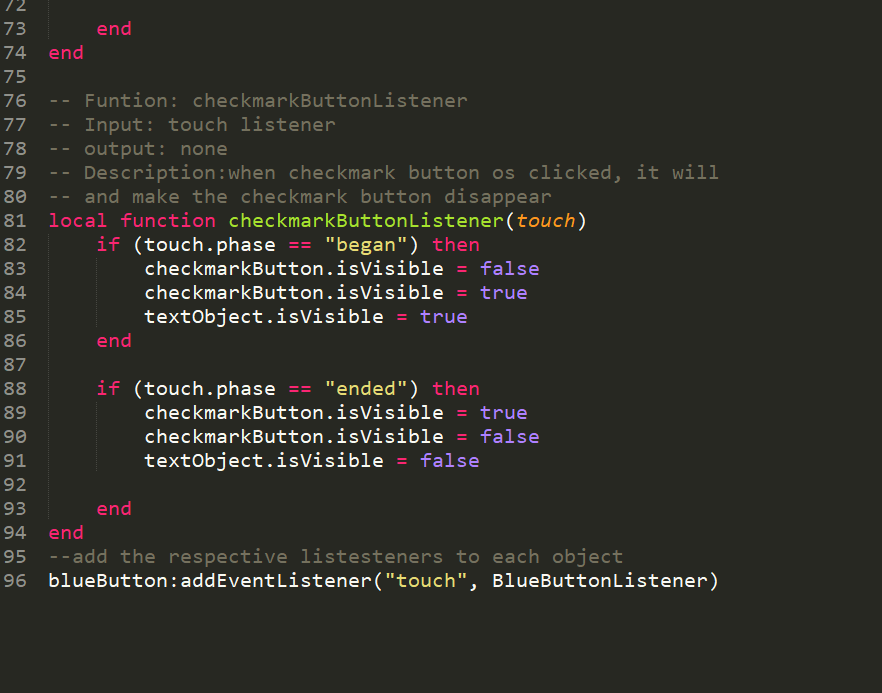 72
73 end
74 end
75
76 -- Funtion: checkmarkButtonListener
77 -- Input: touch listener
78 -- output: none
79 -- Description:when checkmark button os clicked, it will
80 -- and make the checkmark button disappear
81 local function checkmarkButtonListener(touch)
82 if (touch.phase == "began") then
83 checkmarkButton.isVisible = false
84 checkmarkButton.isVisible = true
85 textObject.isVisible = true
86 end
87
88 if (touch.phase == "ended") then
89 checkmarkButton.isVisible = true
90 checkmarkButton.isVisible = false
91 textObject.isVisible = false
92
93 end
94 end
95 --add the respective listesteners to each object
96 blueButton:addEventListener("touch", BlueButtonListener)